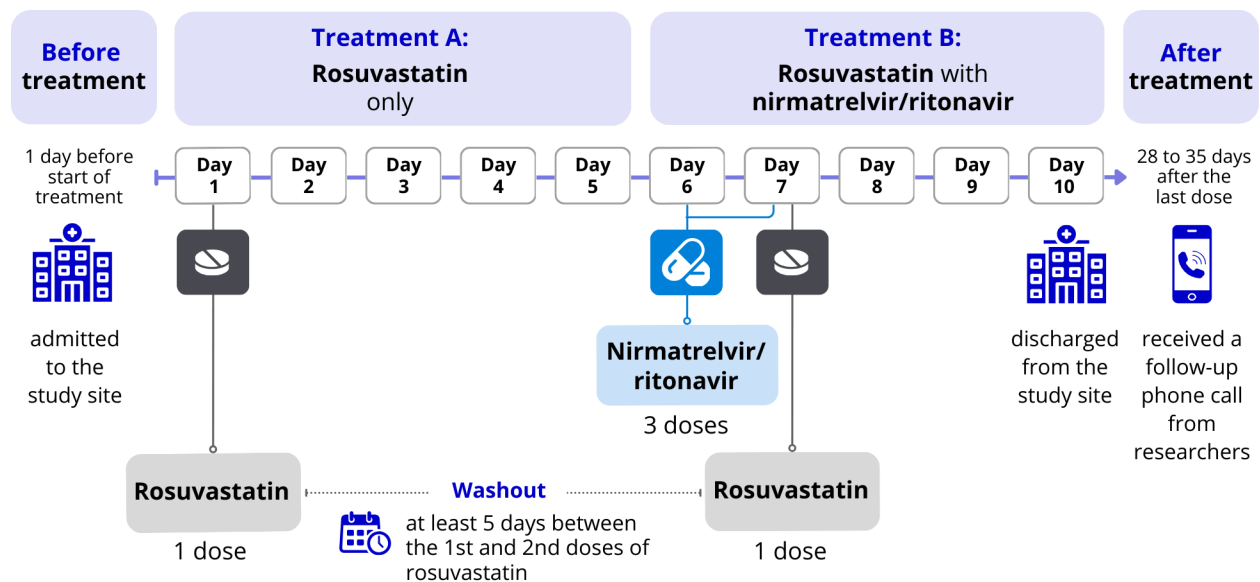 Before
treatment
Treatment A:
Rosuvastatin
only
Treatment B:
Rosuvastatin with
nirmatrelvir/ritonavir
After
treatment
1 day before
start of
treatment
Day
1
Day
2
Day
3
Day
4
Day
5
Day
6
Day
7
Day
8
Day
9
Day
10
28 to 35 days
after the
last dose
admitted
to the
study site
Nirmatrelvir/
ritonavir
3 doses
discharged
from the
study site
received a
follow-up
phone call
from
researchers
Rosuvastatin
1 dose
Washout
at least 5 days between
the 1st and 2nd doses of
rosuvastatin
Rosuvastatin
1 dose